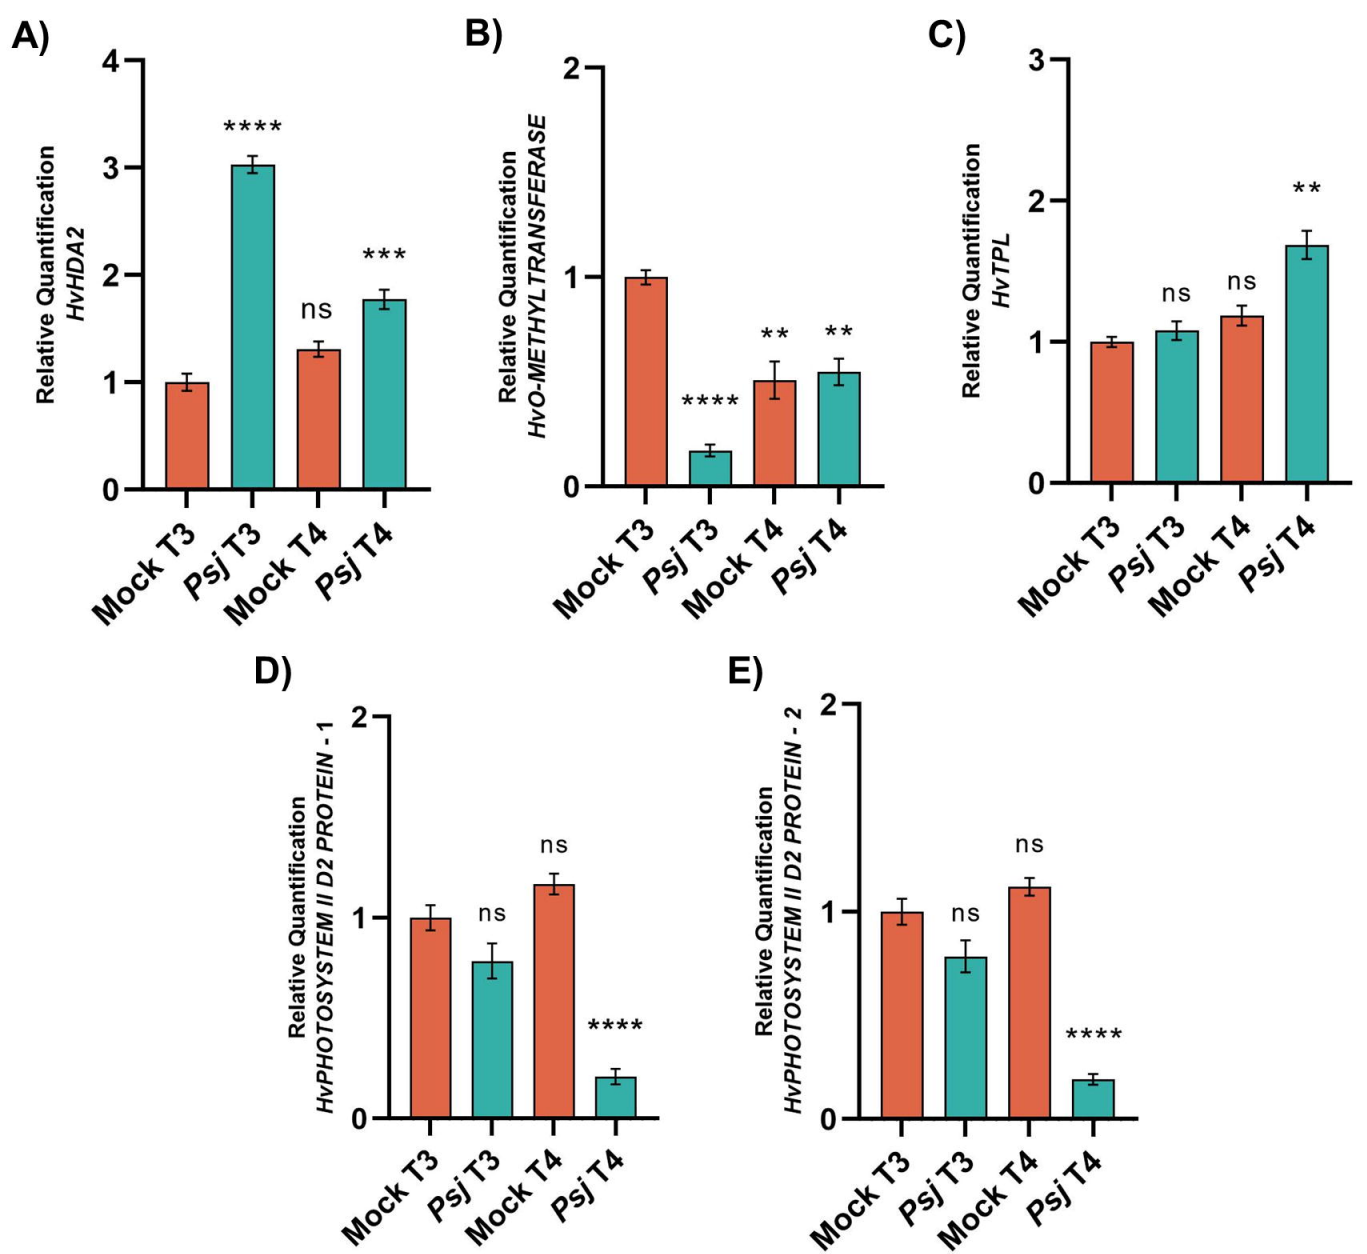 A)
Relative Quantification
HvHDA2
4
3
2
1
0
****
***
ns
Mock T3
Psj T3
Mock T4
Psj T4
B)
Relative Quantification
HvO-METHYLTRANSFERASE
2
1
0
****
**
**
Mock T3
Psj T3
Mock T4
Psj T4
C)
Relative Quantification
HvTPL
3
2
1
0
ns
ns
**
Mock T3
Psj T3
Mock T4
Psj T4
D)
Relative Quantification
HvPHOTOSYSTEM II D2 PROTEIN - 1
2
1
0
ns
ns
****
Mock T3
Psj T3
Mock T4
Psj T4
E)
Relative Quantification
HvPHOTOSYSTEM II D2 PROTEIN - 2
2
1
0
ns
ns
****
Mock T3
Psj T3
Mock T4
Psj T4